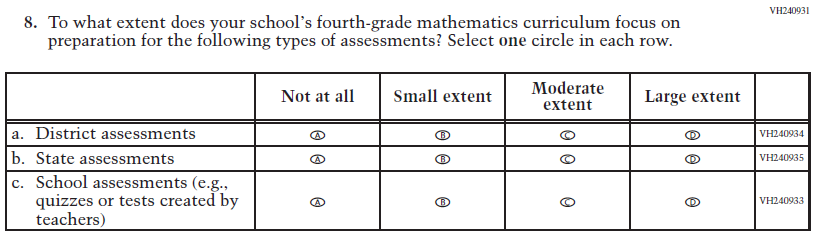 VH240931
8. To what extent does your school's fourth-grade mathematics curriculum focus on
preparation for the following types of assessments? Select one circle in each row.
Not at all Small extent Moderate extent Large extent
a. District assessments A B C D VH240934
b. State assessments A B C D VH240935
c. School assessments (e.g.,
quizzes or tests created by A B C D VH240933
teachers)